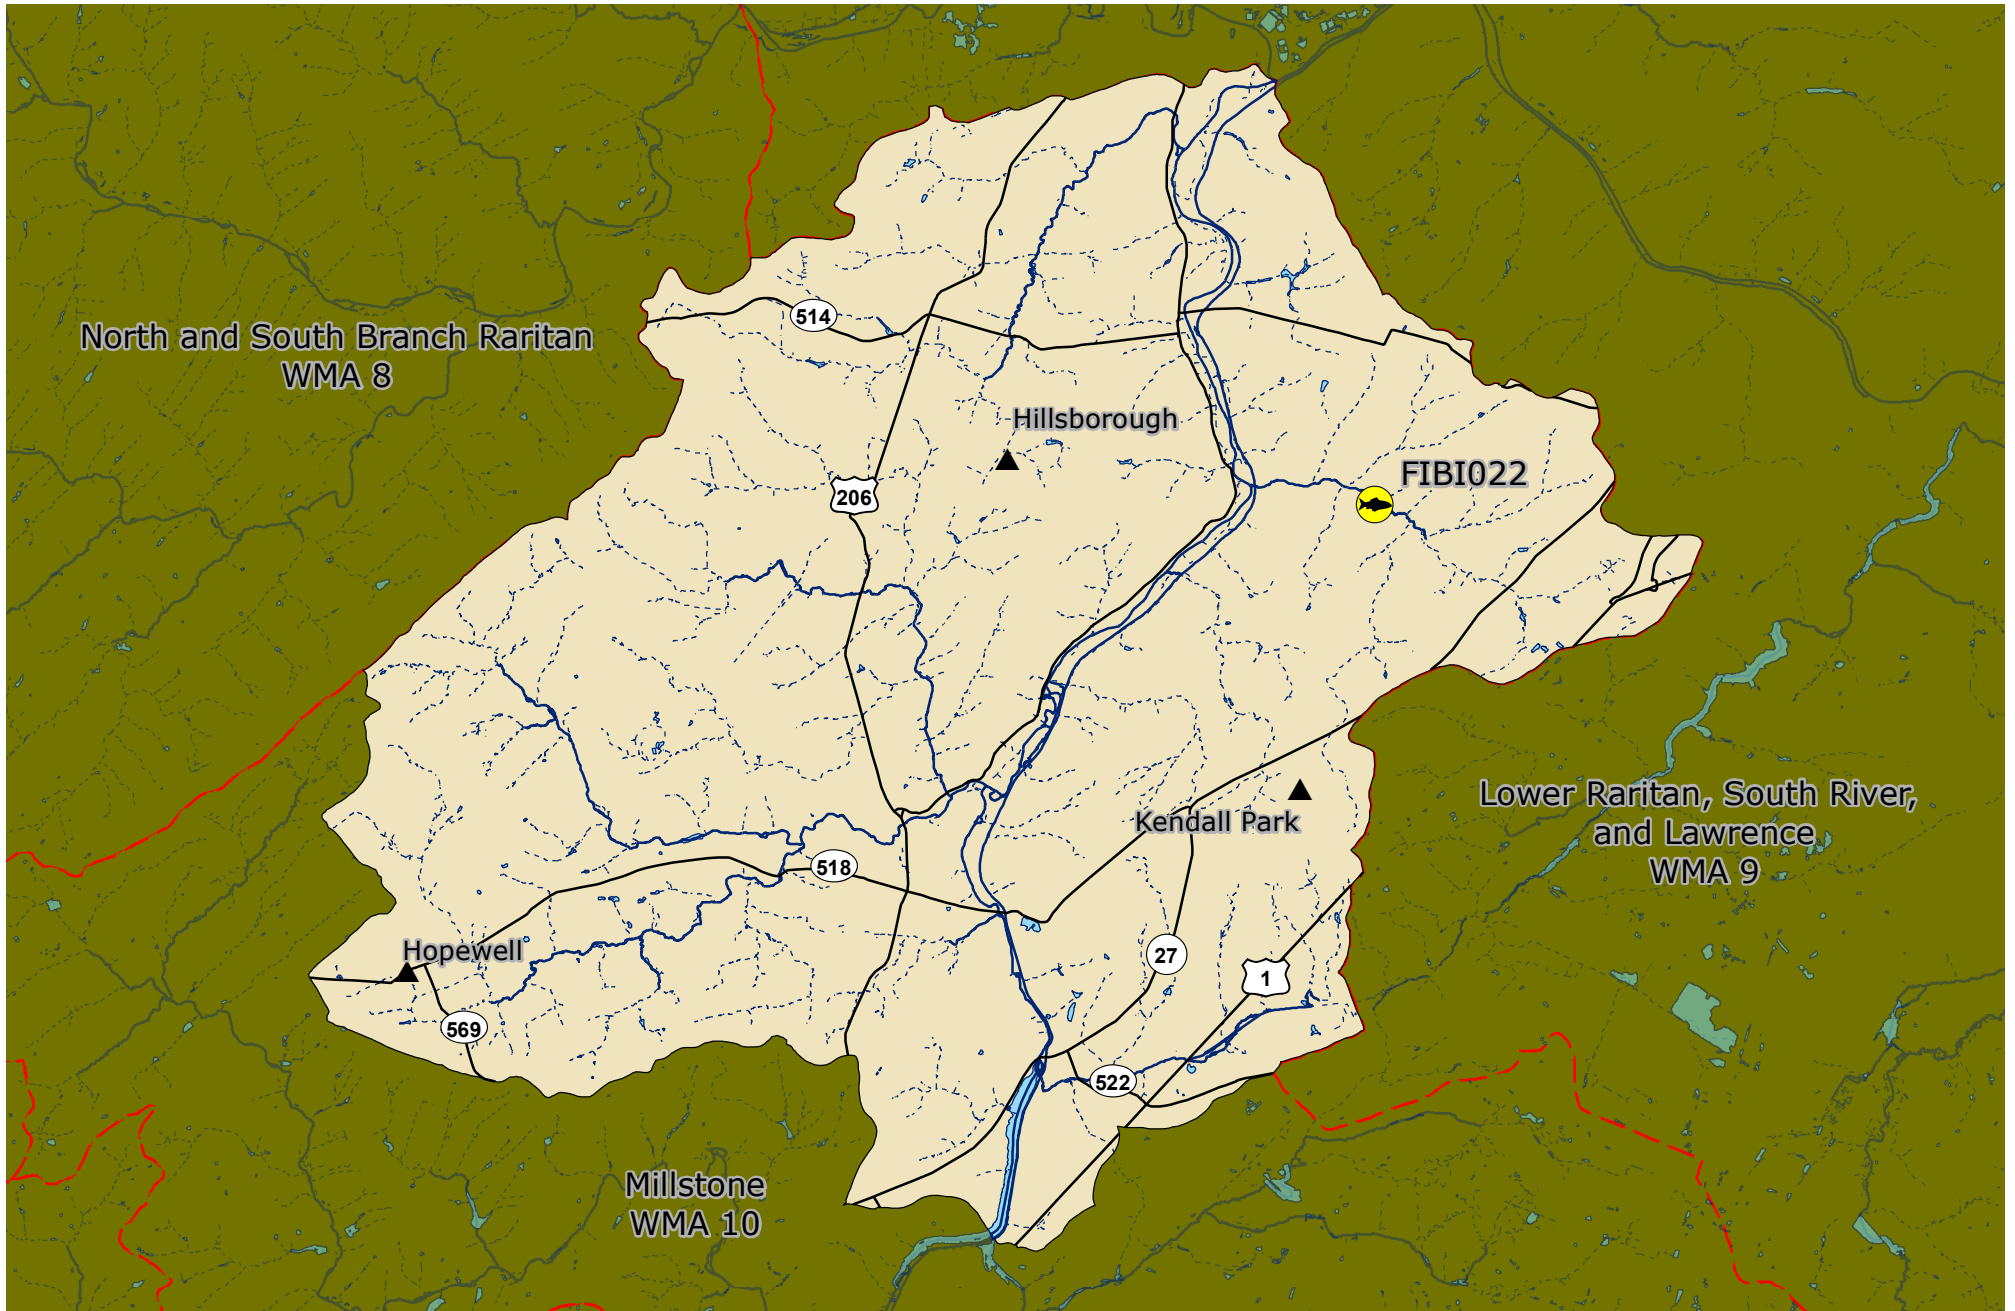 514
North and South Branch Raritan
WMA 8
Hillsborough
FIBI022
206
Lower Raritan, South River,
and Lawrence
WMA 9
Kendall Park
518
Hopewell
27
1
569
522
Millstone
WMA 10